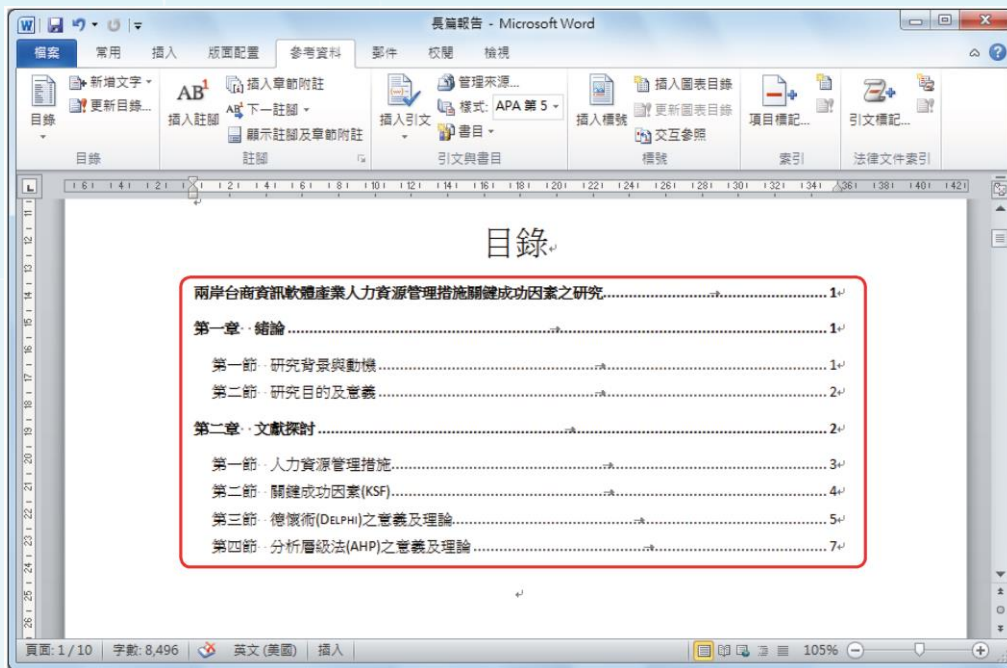 長篇報告 - Microsoft Word
檔案 常用 插入 版面配置 參考資料 郵件 校閱 檢視
目錄
新增文字
更新目錄...
目錄
AB¹
插入註腳
插入章節附註
AB 下一註腳
顯示註腳及章節附註
註腳
插入引文
管理來源...
樣式: APA 第 5
書目
引文與書目
插入標號
插入圖表目錄
更新圖表目錄
交互參照
標號
項目標記...
索引
引文標記...
法律文件索引
目錄
兩岸台商資訊軟體產業人力資源管理措施關鍵成功因素之研究 1
第一章 緒論 1
第一節 研究背景與動機 1
第二節 研究目的及意義 2
第二章 文獻探討 2
第一節 人力資源管理措施 3
第二節 關鍵成功因素(KSF) 4
第三節 德懷術(DELPHI)之意義及理論 5
第四節 分析層級法(AHP)之意義及理論 7
頁面: 1 / 10 字數: 8,496 英文 (美國) 插入 105%